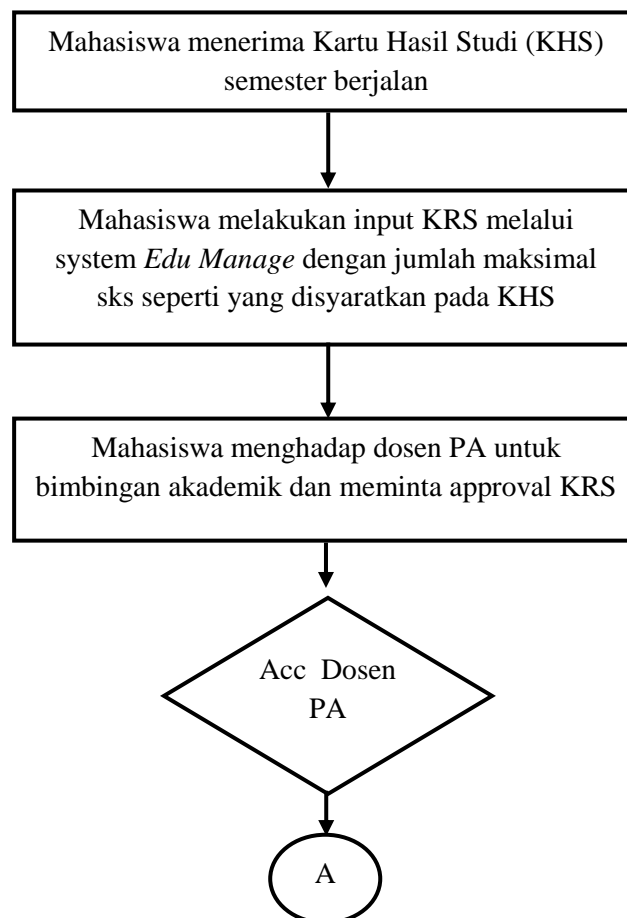 Mahasiswa menerima Kartu Hasil Studi (KHS)
semester berjalan
Mahasiswa melakukan input KRS melalui
system Edu Manage dengan jumlah maksimal
sks seperti yang disyaratkan pada KHS
Mahasiswa menghadap dosen PA untuk
bimbingan akademik dan meminta approval KRS
Acc Dosen
PA
A